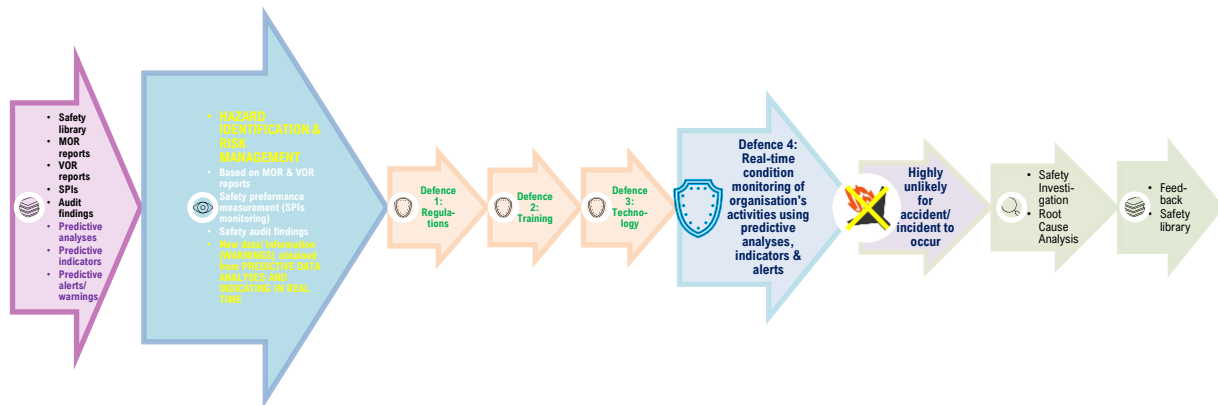 • Safety
library
• MOR
reports
• VOR
reports
• SPIs
• Audit
findings
• Predictive
analyses
• Predictive
indicators
• Predictive
alerts/
warnings
• HAZARD
IDENTIFICATION &
RISK
MANAGEMENT
• Based on MOR & VOR
reports
• Safety preformance
measurement (SPIs
monitoring)
• Safety audit findings
• New data/ information
(WARNINGS) obtained
from PREDICTIVE DATA
ANALYSES AND
INDICATING IN REAL
TIME
Defence
1:
Regula-
tions
Defence
2:
Training
Defence
3:
Techno-
logy
Defence 4:
Real-time
condition
monitoring of
organisation's
activities using
predictive
analyses,
indicators &
alerts
Highly
unlikely
for
accident/
incident to
occur
• Safety
Investi-
gation
• Root
Cause
Analysis
• Feed-
back
• Safety
library